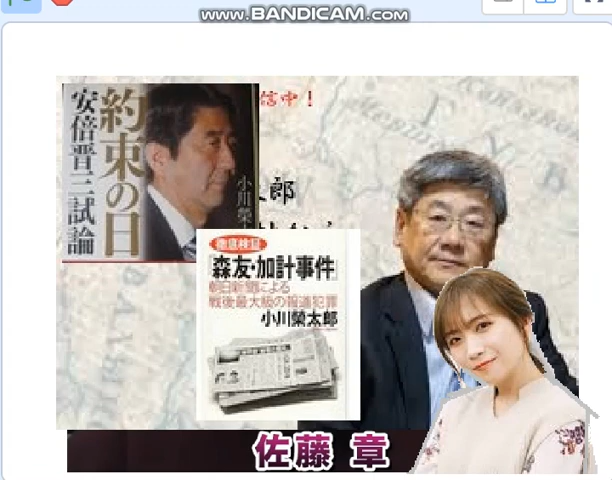 www.BANDICAM.com
信中！
約束の日
安倍晋三試論
小川榮
郎
徹底検証
「森友・加計事件」
朝日新聞による
戦後最大級の報道犯罪
小川榮太郎
佐藤 章